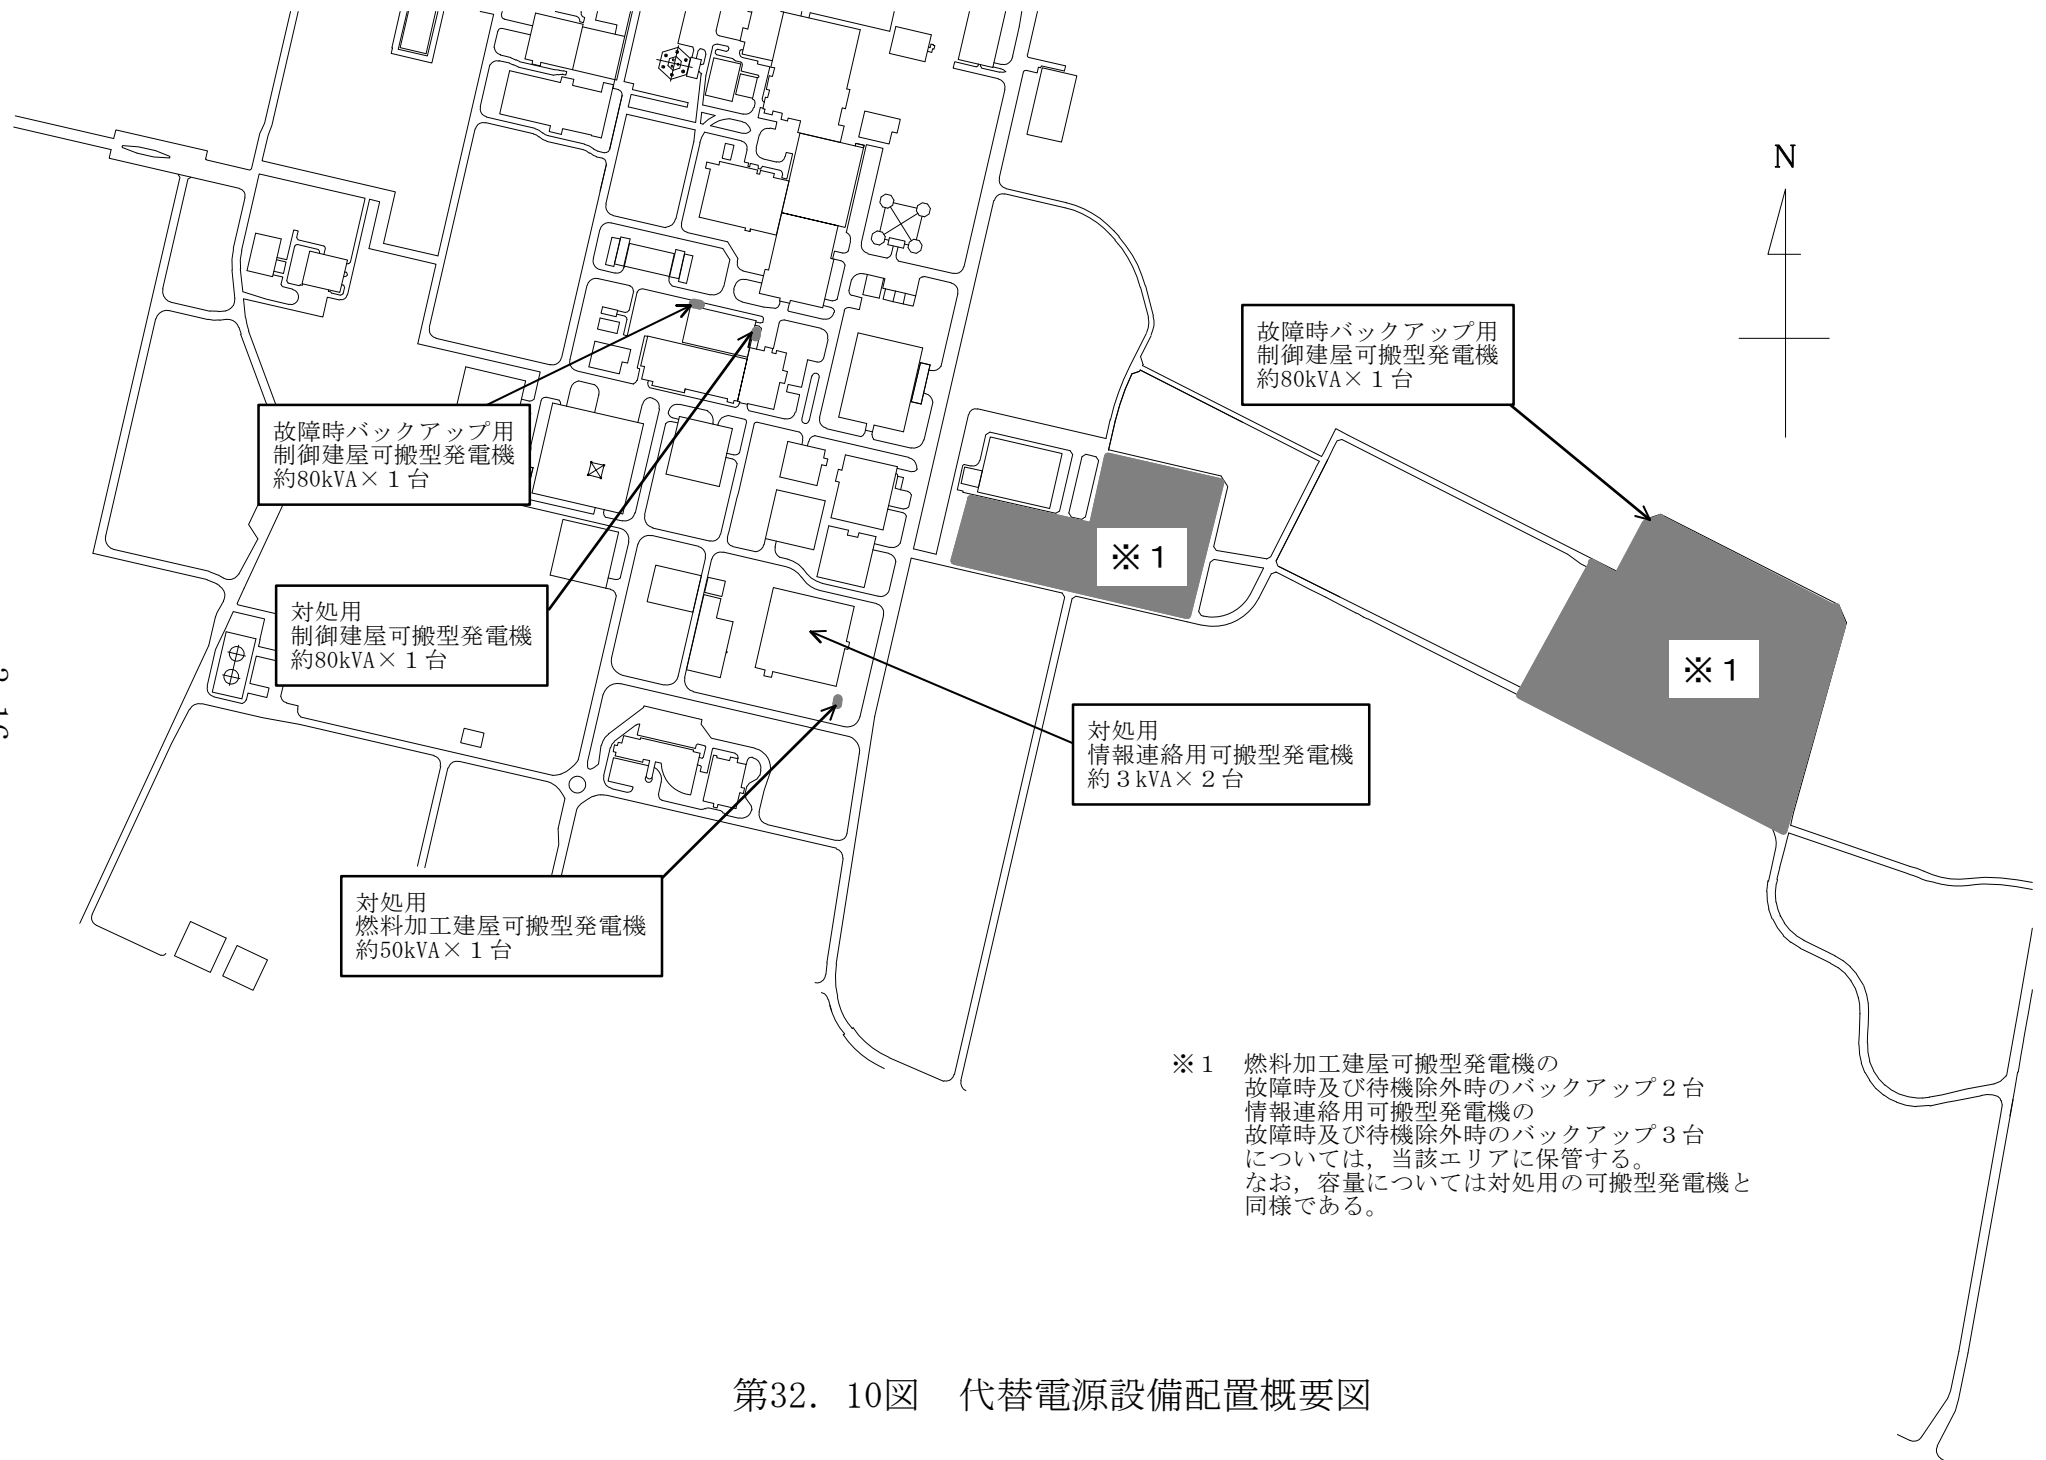 N
故障時バックアップ用
制御建屋可搬型発電機
約80kVA×１台
故障時バックアップ用
制御建屋可搬型発電機
約80kVA×１台
※１
対処用
制御建屋可搬型発電機
約80kVA×１台
※１
対処用
情報連絡用可搬型発電機
約３kVA×２台
対処用
燃料加工建屋可搬型発電機
約50kVA×１台
※１　燃料加工建屋可搬型発電機の
故障時及び待機除外時のバックアップ２台
情報連絡用可搬型発電機の
故障時及び待機除外時のバックアップ３台
については，当該エリアに保管する。
なお，容量については対処用の可搬型発電機と
同様である。
第32．10図　代替電源設備配置概要図